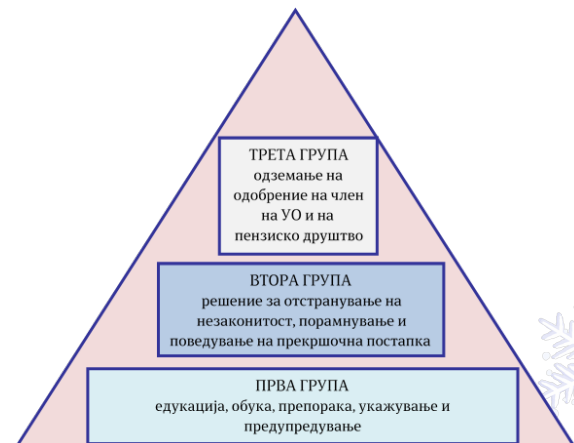 ТРЕТА ГРУПА
одземање на
одобрение на член
на УО и на
пензиско друштво
ВТОРА ГРУПА
решение за отстранување на
незаконитост, порамнување и
поведување на прекршочна постапка
ПРВА ГРУПА
едукација, обука, препорака, укажување и
предупредување